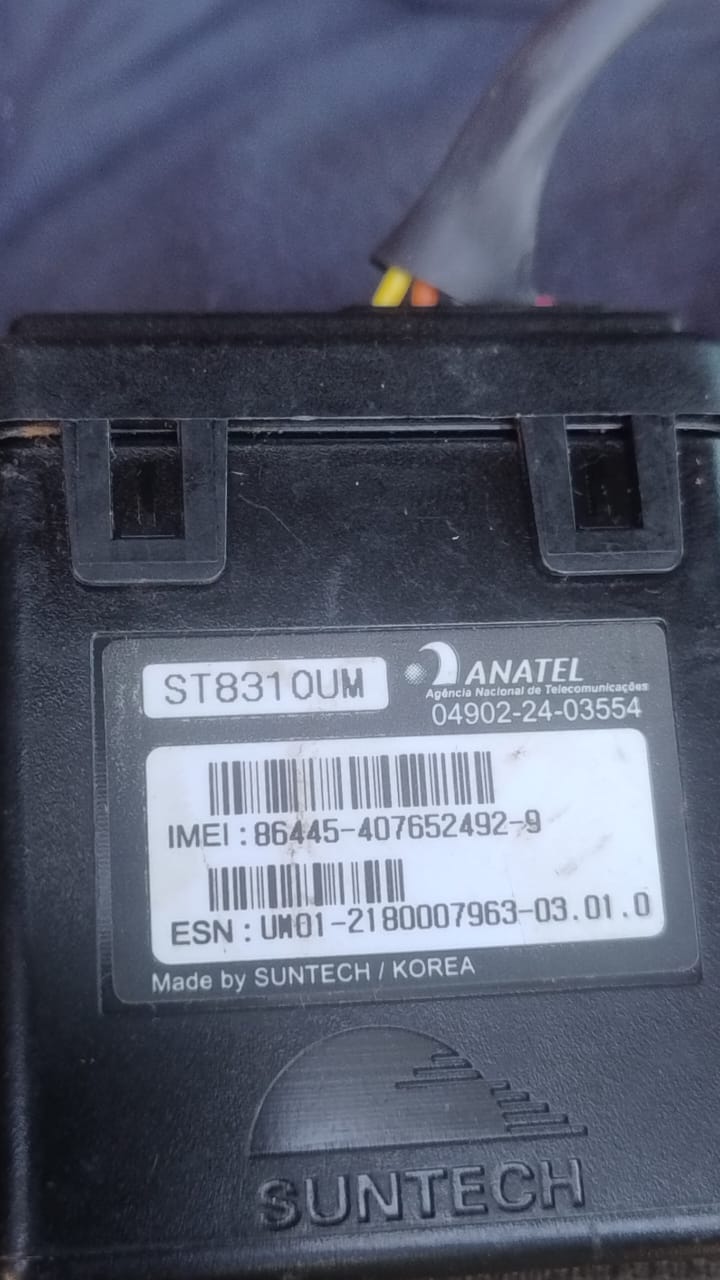 ST8310UM
ANATEL
Agência Nacional de Telecomunicações
04902-24-03554
IMEI : 86445-407652492-9
ESN : UM01-2180007963-03.01.0
Made by SUNTECH / KOREA
SUNTECH